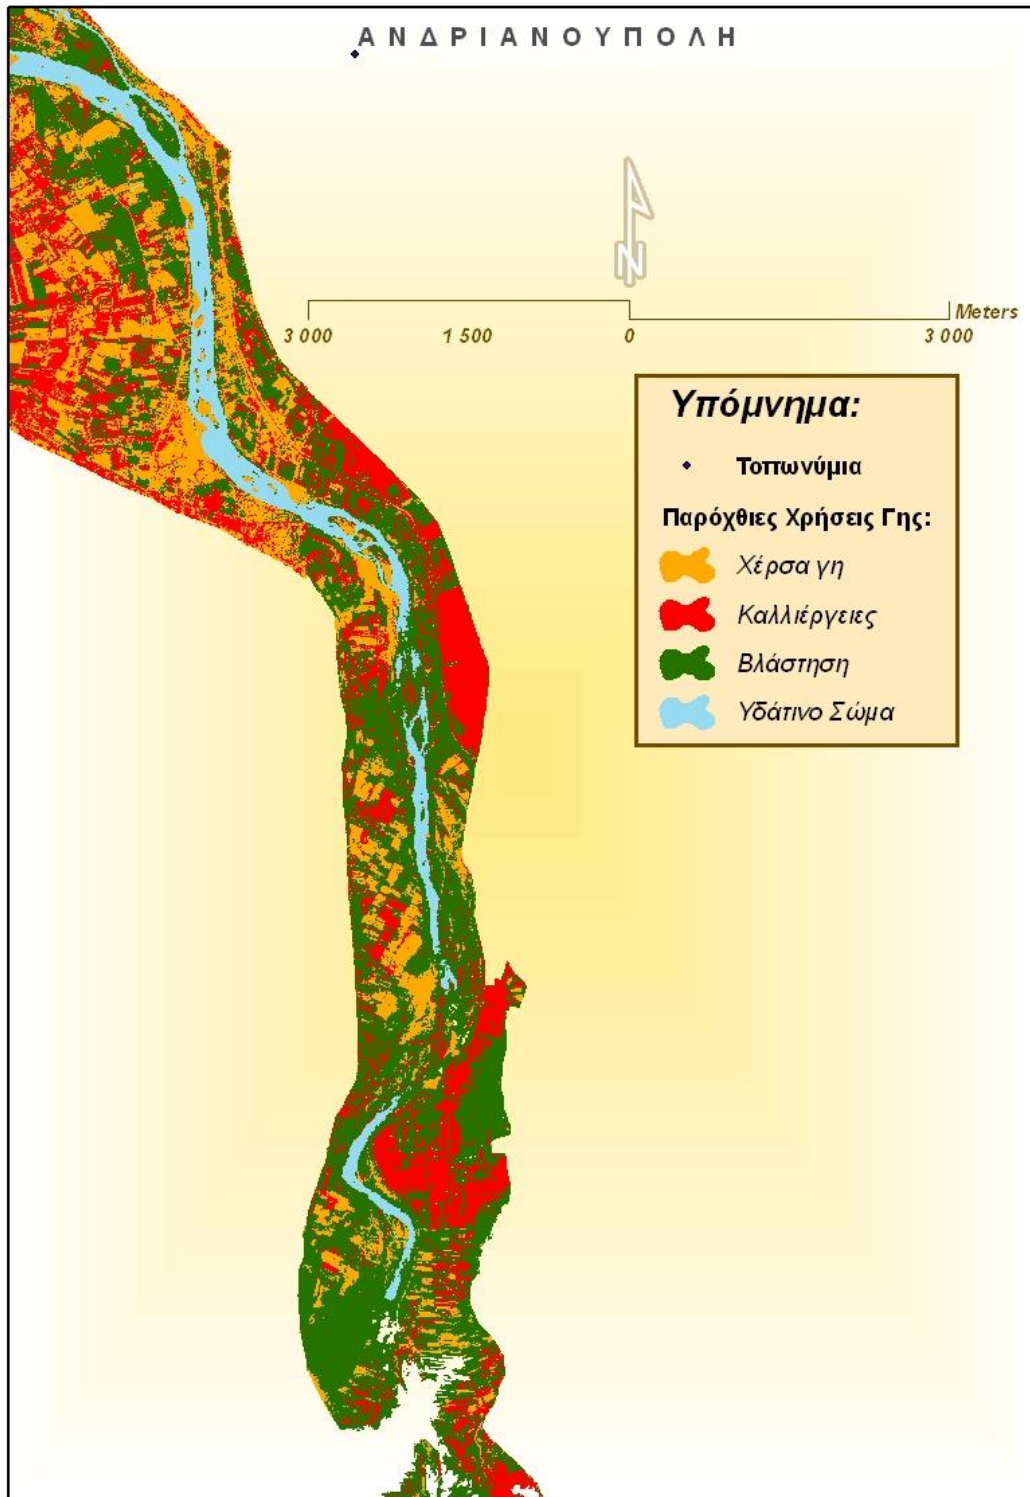 ΑΝΔΡΙΑΝΟΥΠΟΛΗ
N
Meters
3 000 1 500 0 3 000
Υπόμνημα:
Τοπωνύμια
Παρόχθιες Χρήσεις Γης:
Χέρσα γη
Καλλιέργειες
Βλάστηση
Υδάτινο Σώμα